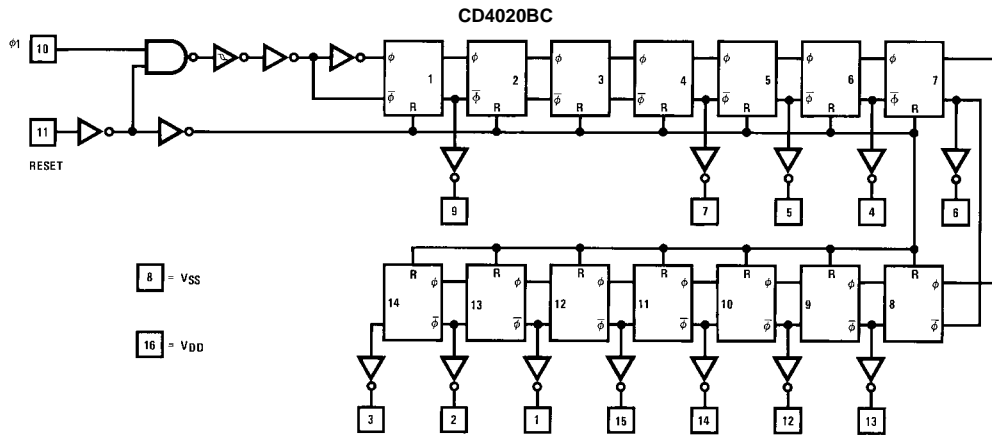 CD4020BC
ϕ1 10 ϕ ϕ ϕ ϕ ϕ ϕ ϕ
1 2 3 4 5 6 7
ϕ̅ ϕ̅ ϕ̅ ϕ̅ ϕ̅ ϕ̅ ϕ̅
R R R R R R R
11
RESET
9 7 5 4 6
R R R R R R R
8 = VSS
ϕ ϕ ϕ ϕ ϕ ϕ ϕ
14 13 12 11 10 9 8
ϕ̅ ϕ̅ ϕ̅ ϕ̅ ϕ̅ ϕ̅ ϕ̅
16 = VDD
3 2 1 15 14 12 13